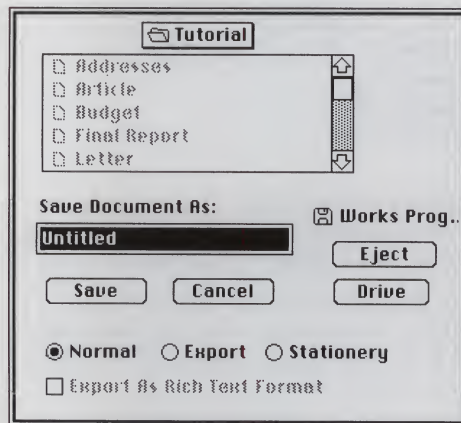 Tutorial
Addresses
Article
Budget
Final Report
Letter
Save Document As:
Works Prog..
Untitled
Eject
Save Cancel Drive
Normal Export Stationery
Export As Rich Text Format